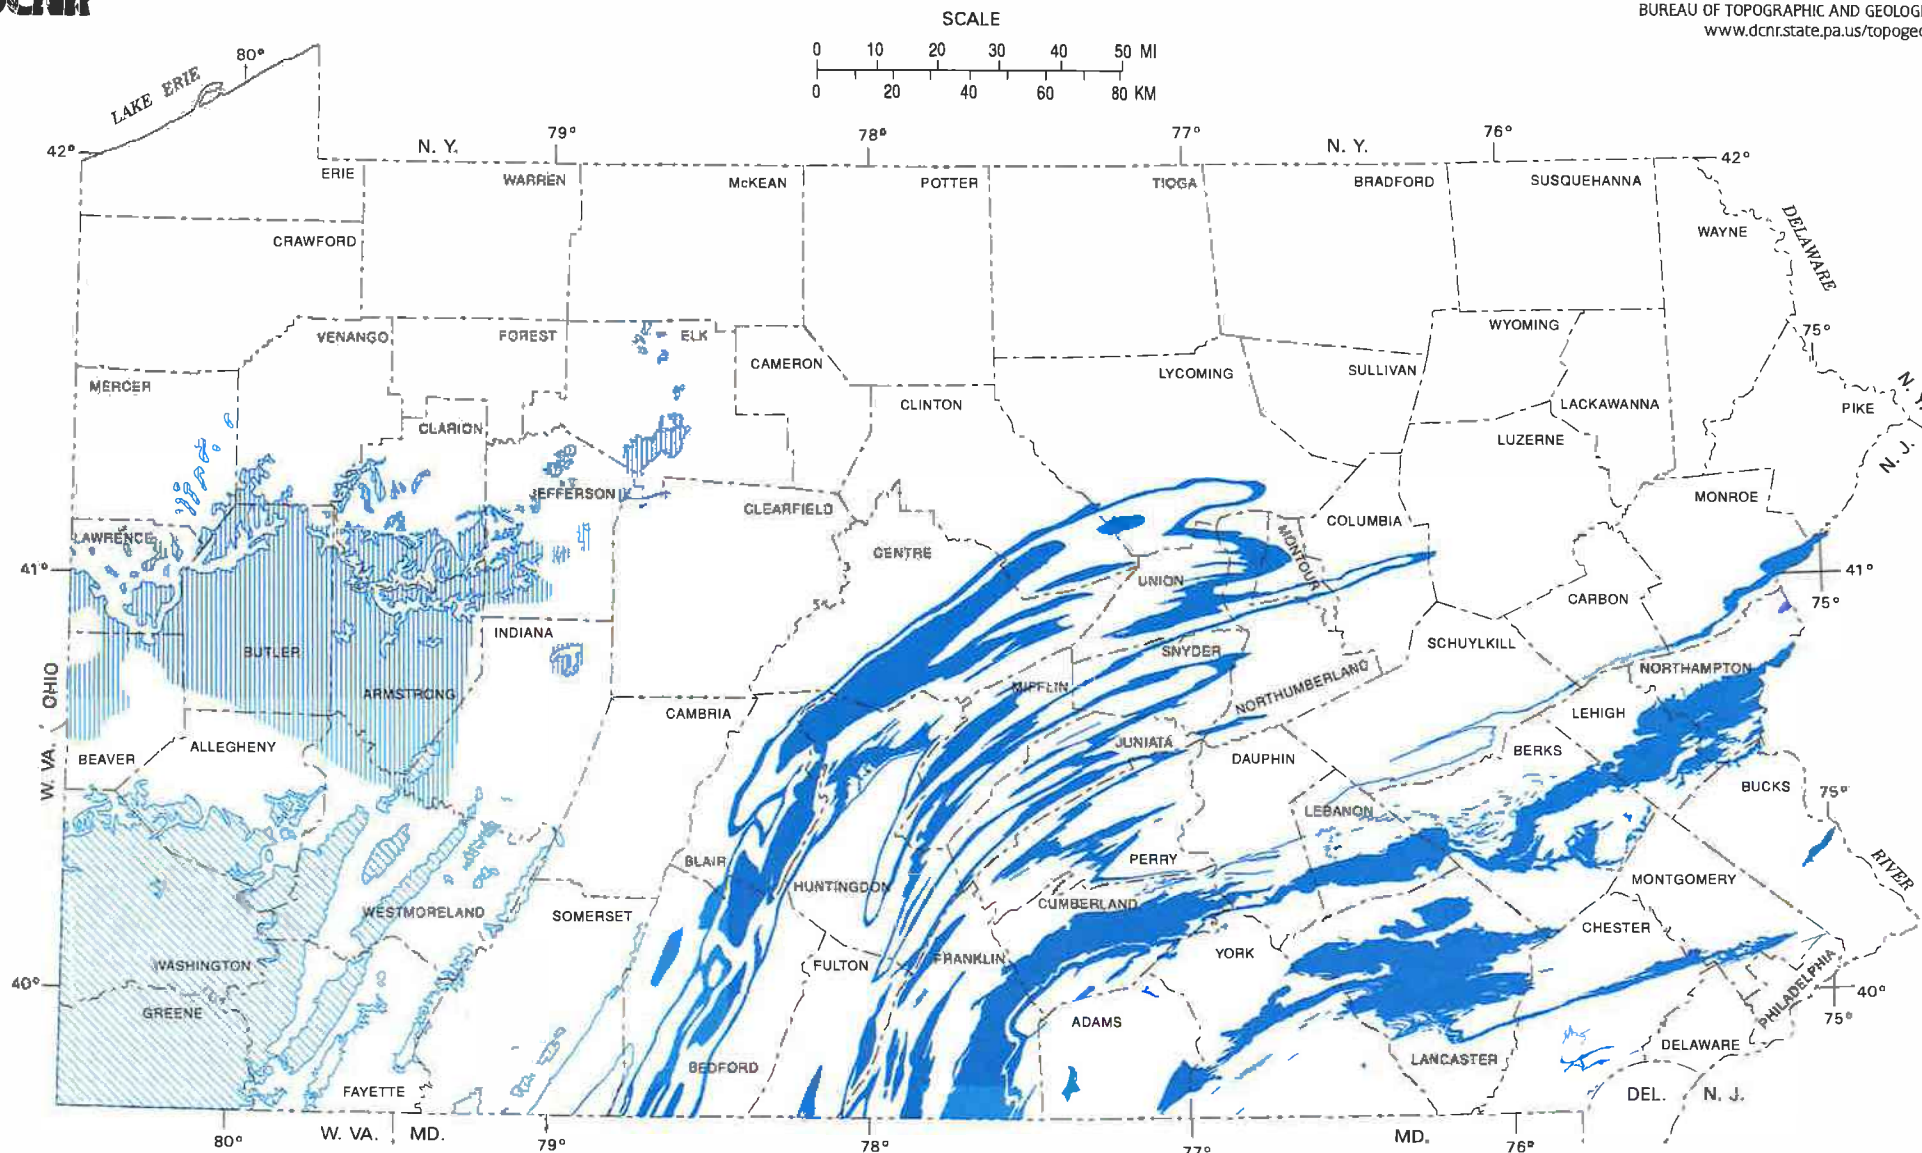 DCNR
SCALE
0 10 20 30 40 50 MI
0 20 40 60 80 KM
BUREAU OF TOPOGRAPHIC AND
www.dcnr.state.pa.us/topogeo
80°
LAKE ERIE
79°
78°
77°
76°
42°
N. Y.
N. Y.
42°
ERIE
WARREN
McKEAN
POTTER
TIOGA
BRADFORD
SUSQUEHANNA
WAYNE
DELAWARE
CRAWFORD
VENANGO
FOREST
ELK
CAMERON
WYOMING
75°
MERCER
LYCOMING
SULLIVAN
CLINTON
LACKAWANNA
PIKE
N. Y.
N. J.
CLARION
LUZERNE
JEFFERSON
CLEARFIELD
MONROE
LAWRENCE
CENTRE
COLUMBIA
MONTOUR
41°
UNION
41°
CARBON
75°
INDIANA
BUTLER
SNYDER
SCHUYLKILL
OHIO
ARMSTRONG
MIFFLIN
NORTHUMBERLAND
NORTHAMPTON
CAMBRIA
LEHIGH
W. VA.
BEAVER
ALLEGHENY
JUNIATA
DAUPHIN
BERKS
BUCKS
75°
LEBANON
BLAIR
PERRY
RIVER
HUNTINGDON
MONTGOMERY
WESTMORELAND
SOMERSET
CUMBERLAND
CHESTER
WASHINGTON
FULTON
FRANKLIN
YORK
PHILADELPHIA
40°
40°
GREENE
ADAMS
75°
LANCASTER
DELAWARE
BEDFORD
FAYETTE
DEL.
N. J.
80°
W. VA.
MD.
79°
78°
77°
MD.
76°